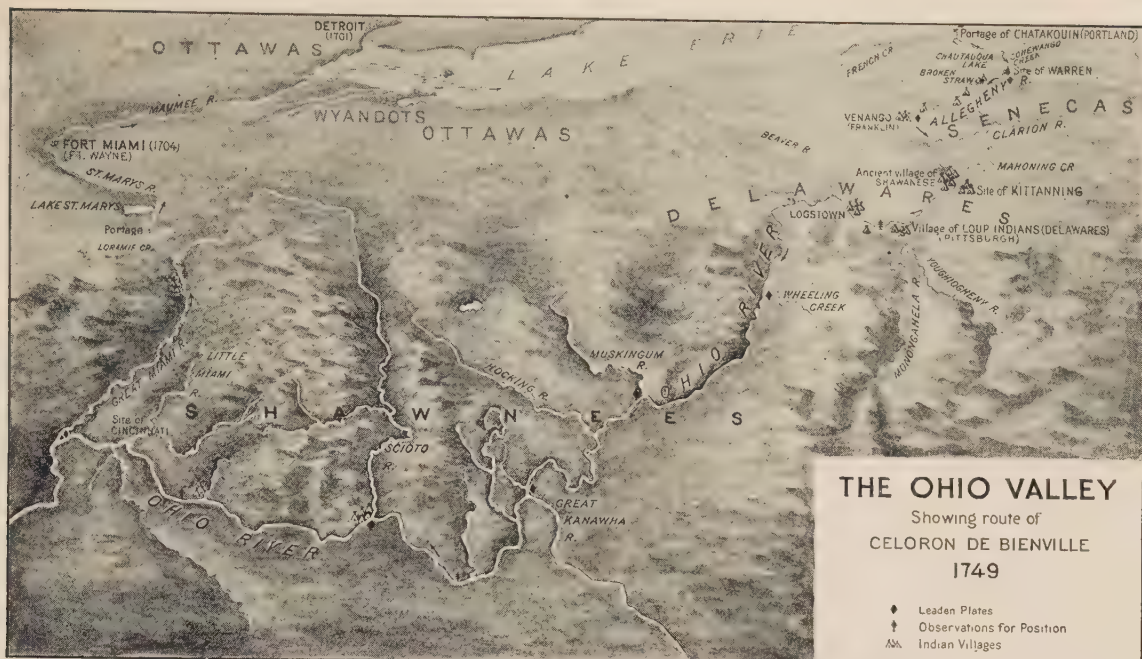 DETROIT
(1701)
OTTAWAS
LAKE ERIE
Portage of CHATAKOUIN (PORTLAND)
CHAUTAUQUA
LAKE
CHEWANGO
CREEK
FRENCH CR
BROKEN
STRAW
Site of WARREN
ALLEGHENY R.
VENANGO
(FRANKLIN)
SENECAS
CLARION R.
MAUMEE R.
WYANDOTS
OTTAWAS
BEAVER R
FORT MIAMI (1704)
(FT. WAYNE)
MAHONING CR
Ancient village of
SHAWANESE
Site of KITTANNING
ST. MARYS R.
LAKE ST. MARYS
DELAWARES
LOGSTOWN
Village of LOUP INDIANS (DELAWARES)
(PITTSBURGH)
Portage
LORAMIE CR.
YOUGHIOGHENY R.
WHEELING
CREEK
MONONGAHELA R.
OHIO RIVER
MUSKINGUM
R.
GREAT MIAMI R.
LITTLE
MIAMI
R.
HOCKING R.
SHAWNEES
Site of
CINCINNATI
SCIOTO
R.
GREAT
KANAWHA
R.
OHIO RIVER
THE OHIO VALLEY
Showing route of
CELORON DE BIENVILLE
1749
Leaden Plates
Observations for Position
Indian Villages